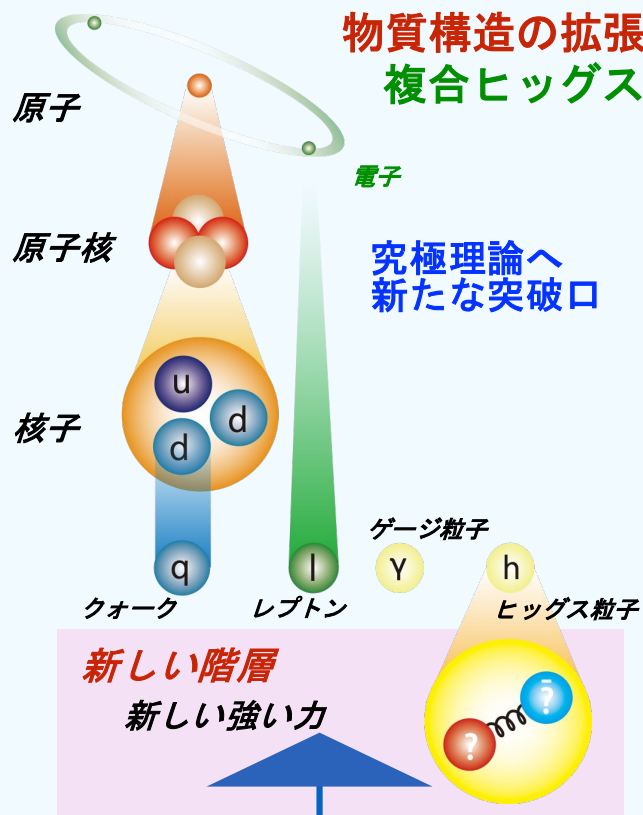 物質構造の拡張
複合ヒッグス
原子
電子
原子核
究極理論へ
新たな突破口
核子
u
d
d
ゲージ粒子
q
l
γ
h
クォーク
レプトン
ヒッグス粒子
新しい階層
新しい強い力
?
?̄